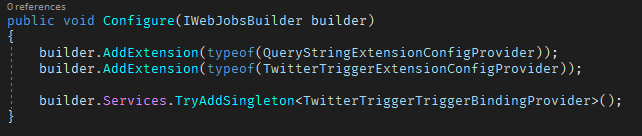 0 references
public void Configure(IWebJobsBuilder builder)
{
builder.AddExtension(typeof(QueryStringExtensionConfigProvider));
builder.AddExtension(typeof(TwitterTriggerExtensionConfigProvider));
builder.Services.TryAddSingleton<TwitterTriggerTriggerBindingProvider>();
}